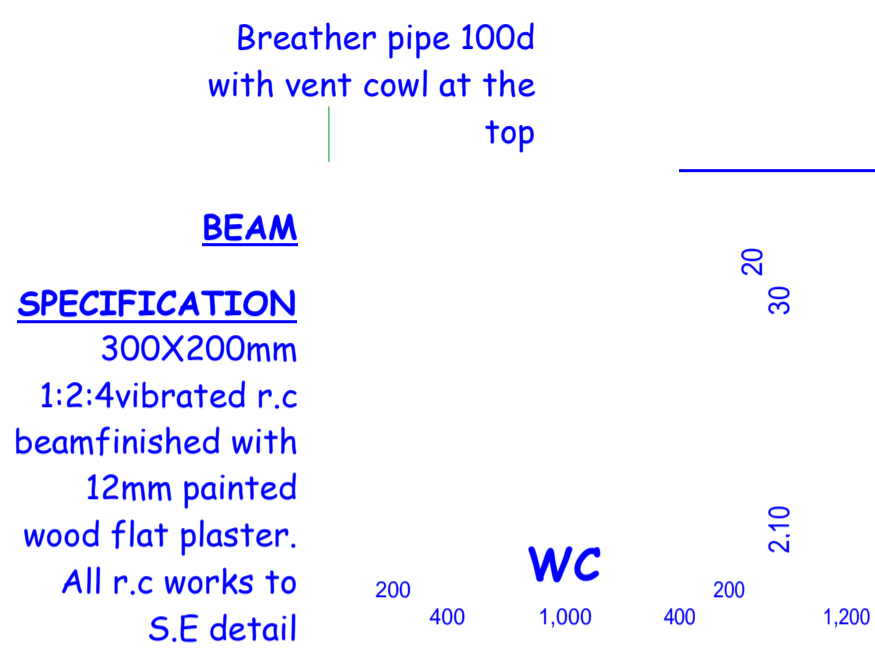 Breather pipe 100d
with vent cowl at the
top
BEAM
SPECIFICATION
300X200mm
1:2:4vibrated r.c
beamfinished with
12mm painted
wood flat plaster.
All r.c works to
S.E detail
20
30
2.10
WC
200
200
400
1,000
400
1,200